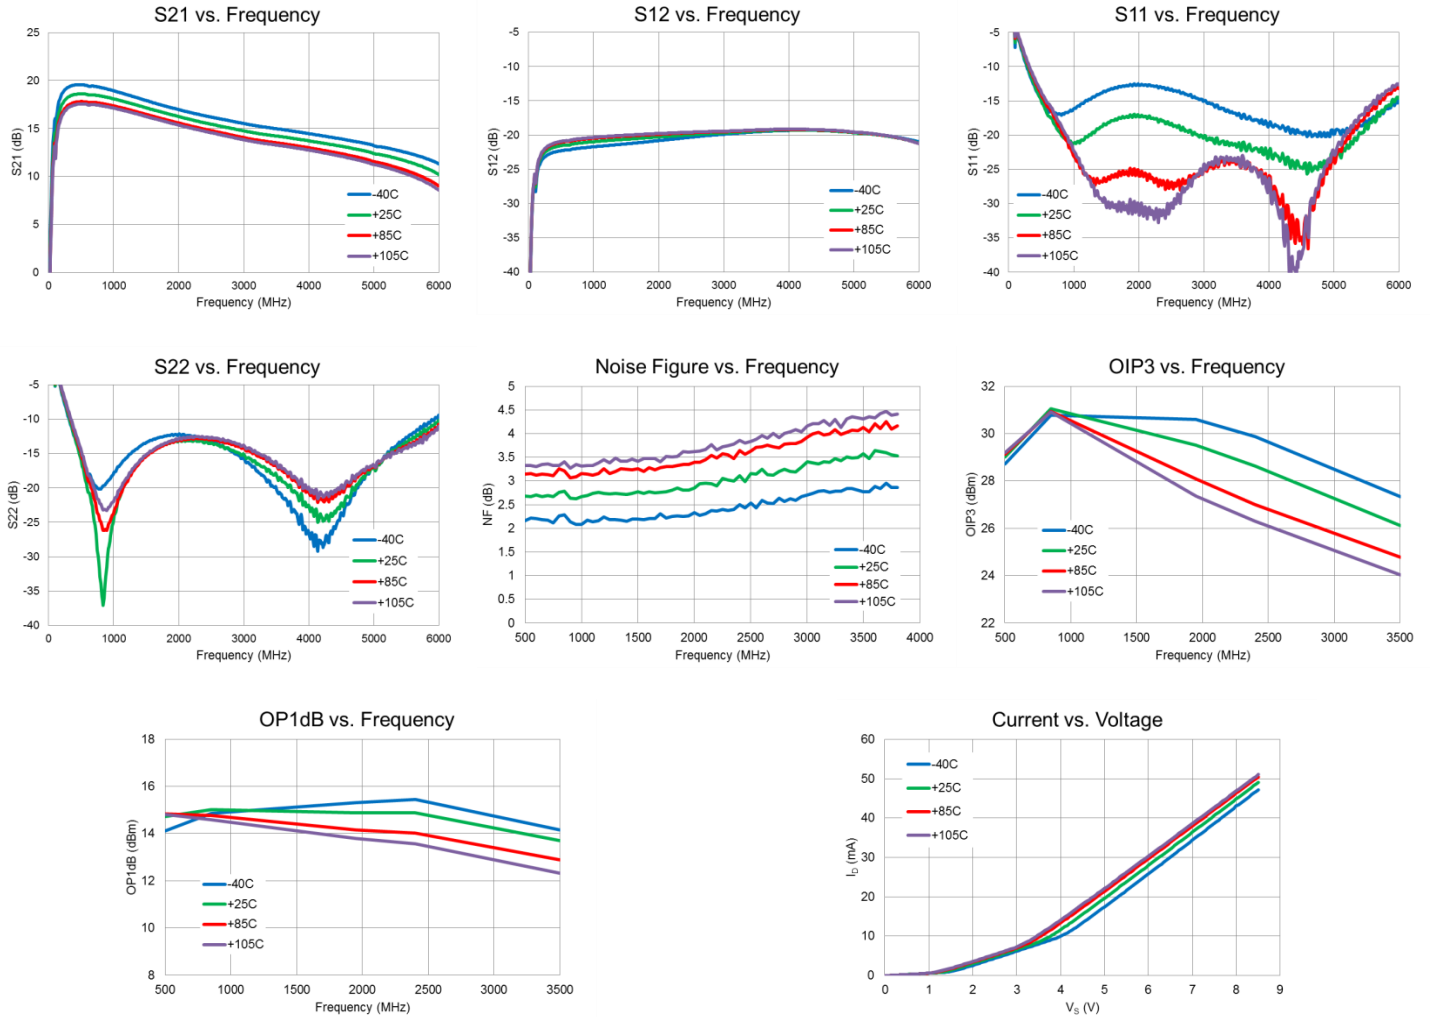 S21 vs. Frequency
25
20
15
10
5
0
S21 (dB)
-40C
+25C
+85C
+105C
0 1000 2000 3000 4000 5000 6000
Frequency (MHz)
S12 vs. Frequency
-5
-10
-15
-20
-25
-30
-35
-40
S12 (dB)
-40C
+25C
+85C
+105C
0 1000 2000 3000 4000 5000 6000
Frequency (MHz)
S11 vs. Frequency
-5
-10
-15
-20
-25
-30
-35
-40
S11 (dB)
-40C
+25C
+85C
+105C
0 1000 2000 3000 4000 5000 6000
Frequency (MHz)
S22 vs. Frequency
-5
-10
-15
-20
-25
-30
-35
-40
S22 (dB)
-40C
+25C
+85C
+105C
0 1000 2000 3000 4000 5000 6000
Frequency (MHz)
Noise Figure vs. Frequency
5
4.5
4
3.5
3
2.5
2
1.5
1
0.5
0
NF (dB)
-40C
+25C
+85C
+105C
500 1000 1500 2000 2500 3000 3500 4000
Frequency (MHz)
OIP3 vs. Frequency
32
30
28
26
24
22
OIP3 (dBm)
-40C
+25C
+85C
+105C
500 1000 1500 2000 2500 3000 3500
Frequency (MHz)
OP1dB vs. Frequency
18
16
14
12
10
8
OP1dB (dBm)
-40C
+25C
+85C
+105C
500 1000 1500 2000 2500 3000 3500
Frequency (MHz)
Current vs. Voltage
60
50
40
30
20
10
0
I_D (mA)
-40C
+25C
+85C
+105C
0 1 2 3 4 5 6 7 8 9
V_S (V)